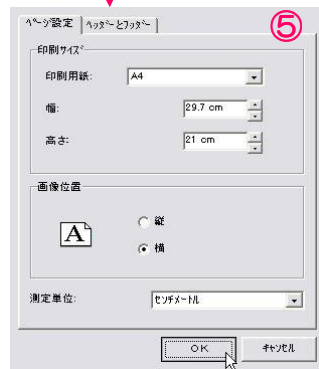 ページ設定 ヘッダーとフッター
⑤
印刷サイズ
印刷用紙: A4
幅: 29.7 cm
高さ: 21 cm
画像位置
A
縦
横
測定単位: センチメートル
OK キャンセル